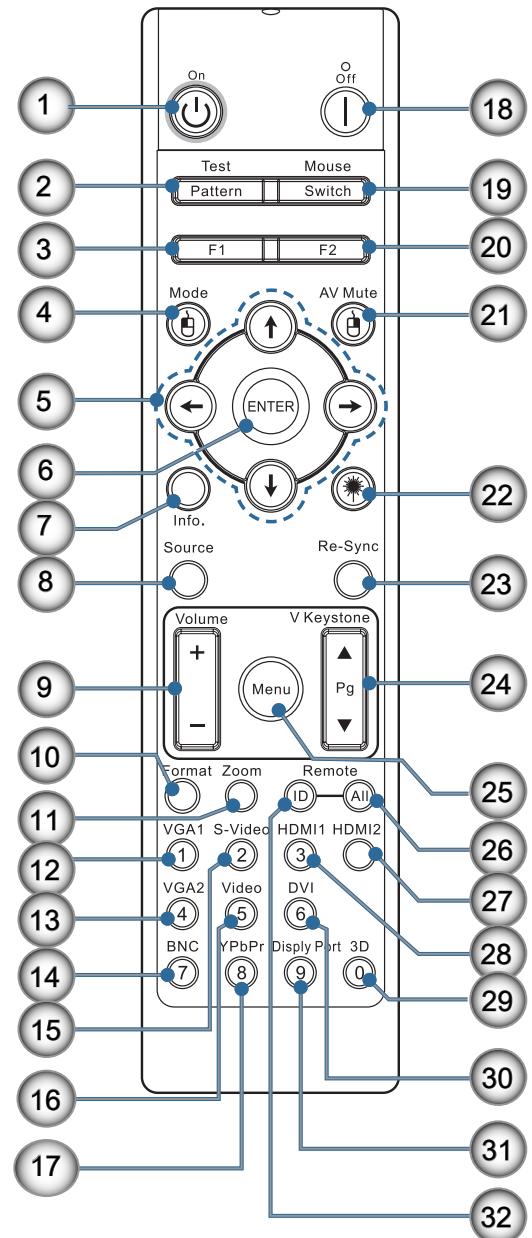 On
Off
1
18
Test
Mouse
2
Pattern
Switch
19
3
F1
F2
20
Mode
AV Mute
4
21
5
ENTER
6
22
7
Info.
Source
Re-Sync
8
23
Volume
V Keystone
+
9
Pg
24
Menu
–
10
25
Format
Zoom
Remote
ID
All
11
26
VGA1
S-Video
HDMI1
HDMI2
12
1
2
3
27
VGA2
Video
DVI
13
4
5
6
28
BNC
YPbPr
Disply Port
3D
14
7
8
9
0
29
15
16
30
17
31
32